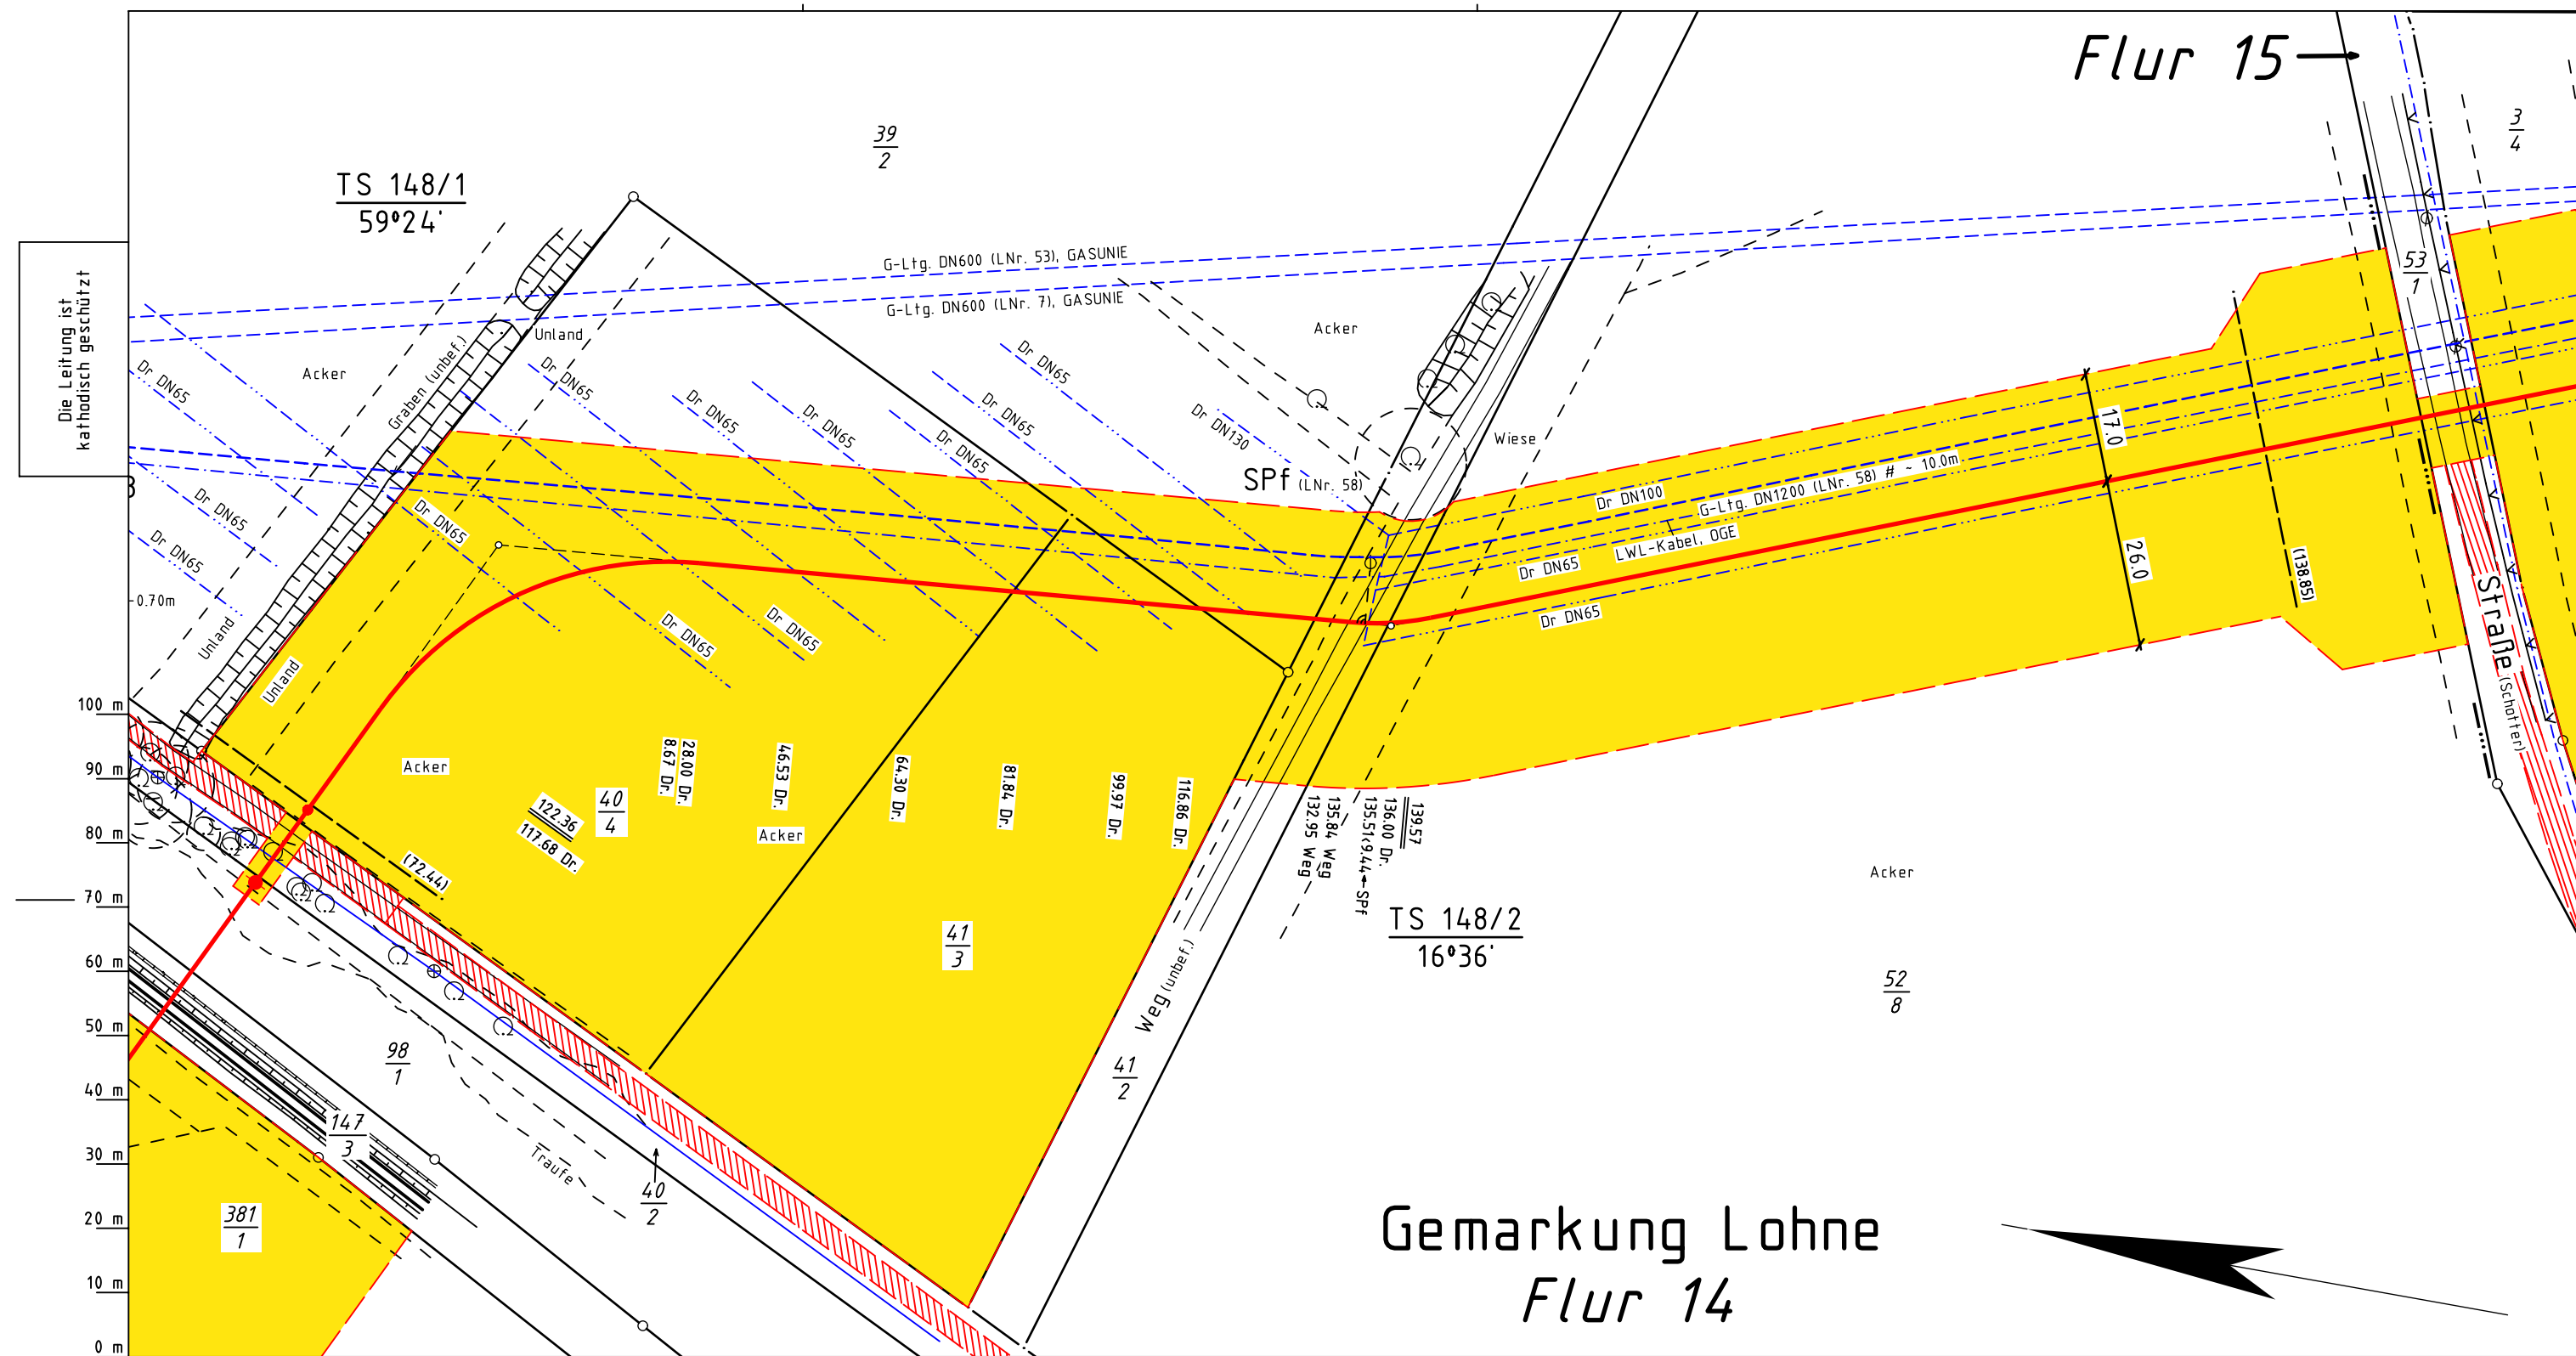 Flur 15
39
2
3
4
TS 148/1
59°24'
Die Leitung ist
kathodisch geschützt
G-Ltg. DN600 (LNr. 53), GASUNIE
G-Ltg. DN600 (LNr. 7), GASUNIE
53
1
Unland
Acker
Acker
Graben (unbef.)
Dr DN65
Dr DN65
Dr DN65
Dr DN65
Dr DN65
Dr DN65
Dr DN65
Dr DN65
Dr DN65
Dr DN65
Dr DN65
Dr DN65
Dr DN65
Dr DN130
Wiese
SPf (LNr. 58)
Dr DN100
G-Ltg. DN1200 (LNr. 58) # ~ 10.0m
LWL-Kabel, OGE
Dr DN65
Dr DN65
17.0
26.0
(138.85)
Straße (Schotter)
0.70m
Unland
Unland
100 m
90 m
80 m
70 m
60 m
50 m
40 m
30 m
20 m
10 m
0 m
Acker
40
4
122.36
117.68 Dr.
(72.44)
8.67 Dr.
28.00 Dr.
46.53 Dr.
64.30 Dr.
81.84 Dr.
99.97 Dr.
116.86 Dr.
Acker
132.95 Weg
135.84 Weg
135.51(9.44←SPf
136.00 Dr.
139.57
TS 148/2
16°36'
Acker
41
3
Weg (unbef.)
52
8
41
2
98
1
147
3
Traufe
40
2
381
1
Gemarkung Lohne
Flur 14